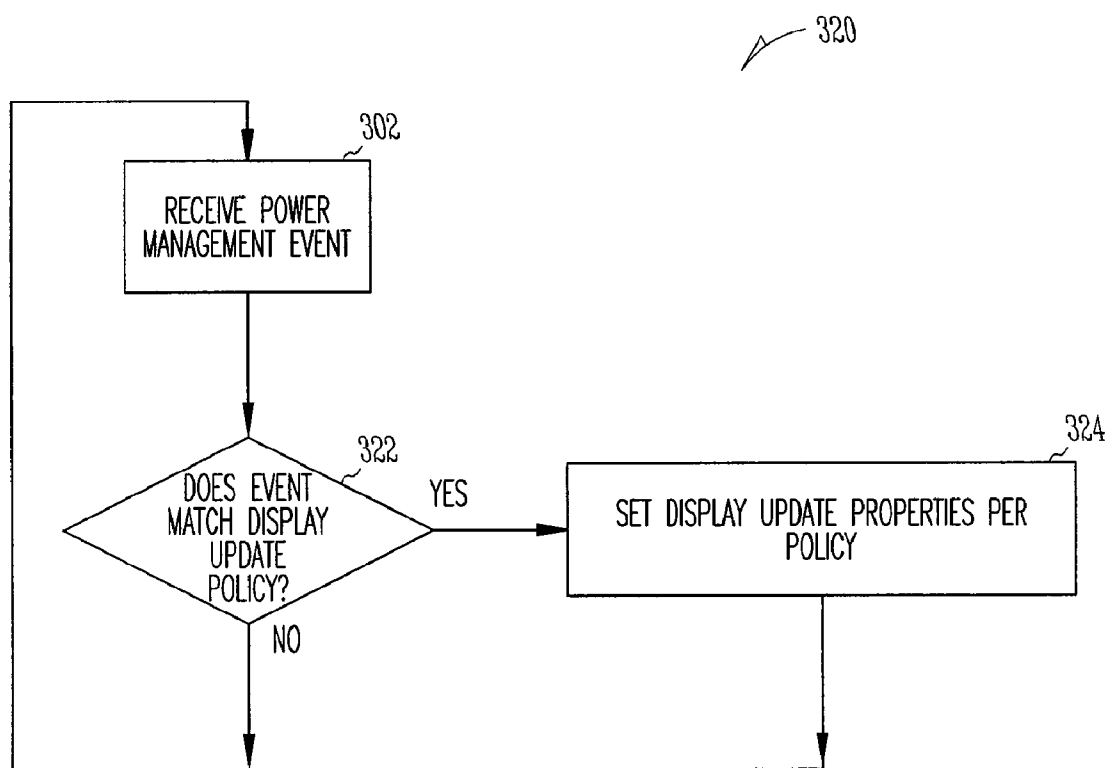 320
302
RECEIVE POWER
MANAGEMENT EVENT
322
DOES EVENT
MATCH DISPLAY
UPDATE
POLICY?
YES
NO
324
SET DISPLAY UPDATE PROPERTIES PER
POLICY